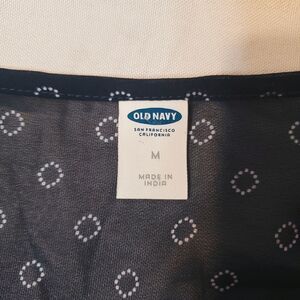 OLD NAVY
SAN FRANCISCO
CALIFORNIA
M
MADE IN
INDIA